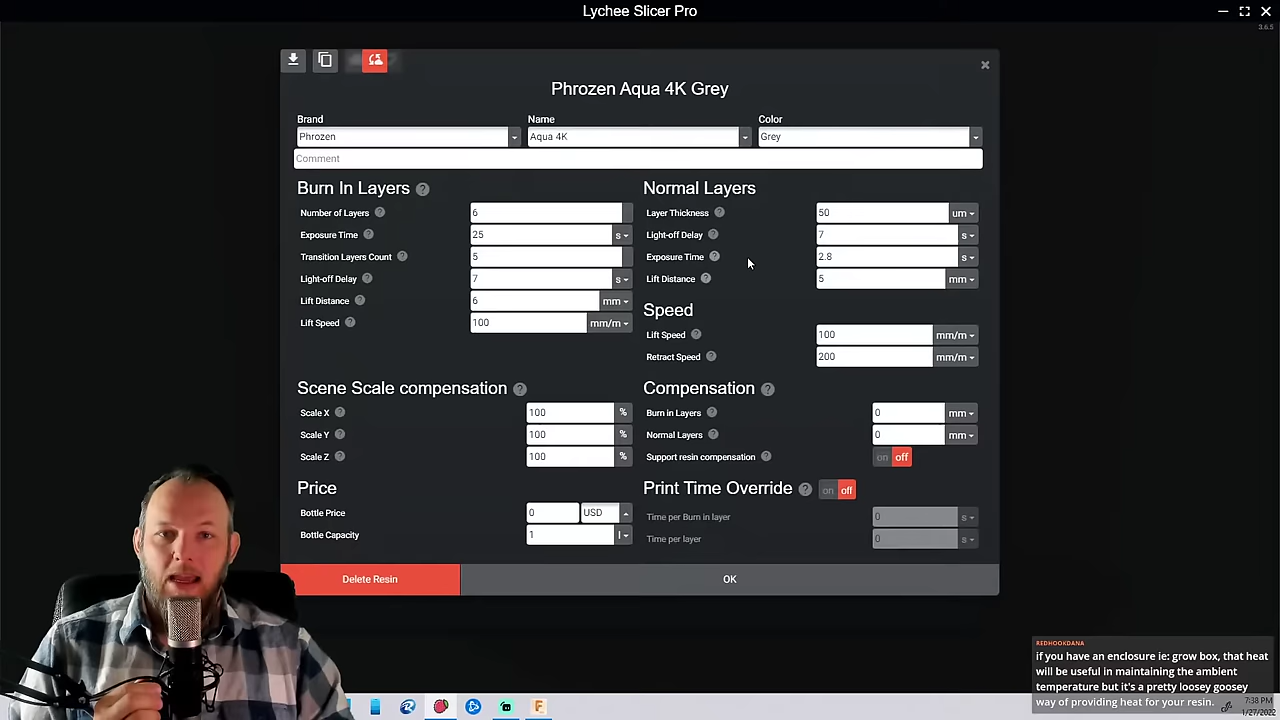 Lychee Slicer Pro
3.6.5
Phrozen Aqua 4K Grey
Brand Name Color
Phrozen Aqua 4K Grey
Comment
Burn In Layers ?
Number of Layers ? 6
Exposure Time ? 25 s
Transition Layers Count ? 5
Light-off Delay ? 7 s
Lift Distance ? 6 mm
Lift Speed ? 100 mm/m
Normal Layers
Layer Thickness ? 50 um
Light-off Delay ? 7 s
Exposure Time ? 2.8 s
Lift Distance ? 5 mm
Speed
Lift Speed ? 100 mm/m
Retract Speed ? 200 mm/m
Scene Scale compensation ?
Scale X ? 100 %
Scale Y ? 100 %
Scale Z ? 100 %
Compensation ?
Burn in Layers ? 0 mm
Normal Layers ? 0 mm
Support resin compensation ? on off
Price
Bottle Price 0 USD
Bottle Capacity 1 l
Print Time Override ? on off
Time per Burn in layer 0 s
Time per layer 0 s
Delete Resin OK
REDHOOKDANA
if you have an enclosure ie: grow box, that heat
will be useful in maintaining the ambient
temperature but it's a pretty loosey goosey
way of providing heat for your resin.
7:38 PM
1/27/2022